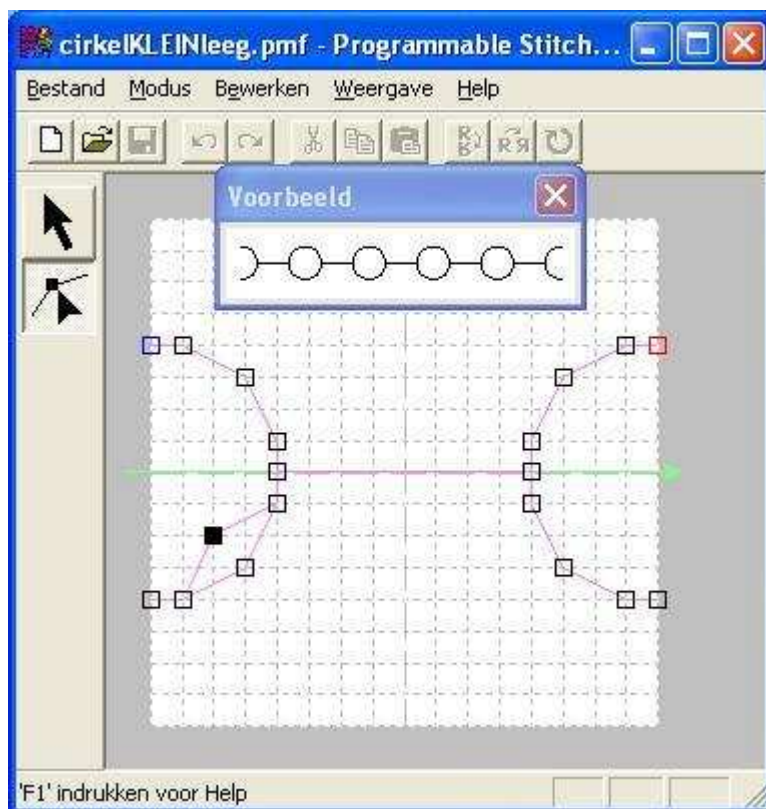 cirkelKLEINleeg.pmf - Programmable Stitch...
Bestand Modus Bewerken Weergave Help
Voorbeeld
'F1' indrukken voor Help